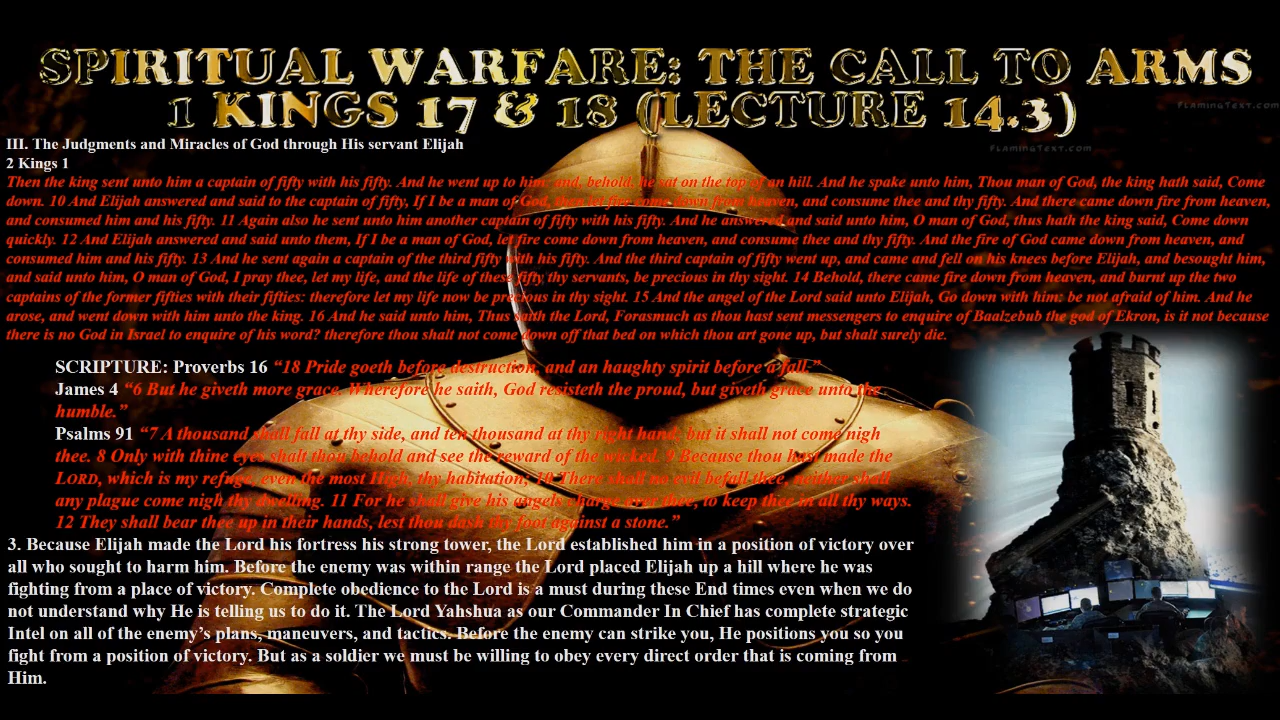 SPIRITUAL WARFARE: THE CALL TO ARMS
1 KINGS 17 & 18 (LECTURE 14.3)
FLAMINGTEXT.COM
FLAMINGTEXT.COM
III. The Judgments and Miracles of God through His servant Elijah
2 Kings 1
Then the king sent unto him a captain of fifty with his fifty. And he went up to him: and, behold, he sat on the top of an hill. And he spake unto him, Thou man of God, the king hath said, Come
down. 10 And Elijah answered and said to the captain of fifty, If I be a man of God, then let fire come down from heaven, and consume thee and thy fifty. And there came down fire from heaven,
and consumed him and his fifty. 11 Again also he sent unto him another captain of fifty with his fifty. And he answered and said unto him, O man of God, thus hath the king said, Come down
quickly. 12 And Elijah answered and said unto them, If I be a man of God, let fire come down from heaven, and consume thee and thy fifty. And the fire of God came down from heaven, and
consumed him and his fifty. 13 And he sent again a captain of the third fifty with his fifty. And the third captain of fifty went up, and came and fell on his knees before Elijah, and besought him,
and said unto him, O man of God, I pray thee, let my life, and the life of these fifty thy servants, be precious in thy sight. 14 Behold, there came fire down from heaven, and burnt up the two
captains of the former fifties with their fifties: therefore let my life now be precious in thy sight. 15 And the angel of the Lord said unto Elijah, Go down with him: be not afraid of him. And he
arose, and went down with him unto the king. 16 And he said unto him, Thus saith the Lord, Forasmuch as thou hast sent messengers to enquire of Baalzebub the god of Ekron, is it not because
there is no God in Israel to enquire of his word? therefore thou shalt not come down off that bed on which thou art gone up, but shalt surely die.
SCRIPTURE: Proverbs 16 “18 Pride goeth before destruction, and an haughty spirit before a fall.”
James 4 “6 But he giveth more grace. Wherefore he saith, God resisteth the proud, but giveth grace unto the
humble.”
Psalms 91 “7 A thousand shall fall at thy side, and ten thousand at thy right hand; but it shall not come nigh
thee. 8 Only with thine eyes shalt thou behold and see the reward of the wicked. 9 Because thou hast made the
LORD, which is my refuge, even the most High, thy habitation; 10 There shall no evil befall thee, neither shall
any plague come nigh thy dwelling. 11 For he shall give his angels charge over thee, to keep thee in all thy ways.
12 They shall bear thee up in their hands, lest thou dash thy foot against a stone.”
3. Because Elijah made the Lord his fortress his strong tower, the Lord established him in a position of victory over
all who sought to harm him. Before the enemy was within range the Lord placed Elijah up a hill where he was
fighting from a place of victory. Complete obedience to the Lord is a must during these End times even when we do
not understand why He is telling us to do it. The Lord Yahshua as our Commander In Chief has complete strategic
Intel on all of the enemy’s plans, maneuvers, and tactics. Before the enemy can strike you, He positions you so you
fight from a position of victory. But as a soldier we must be willing to obey every direct order that is coming from
Him.